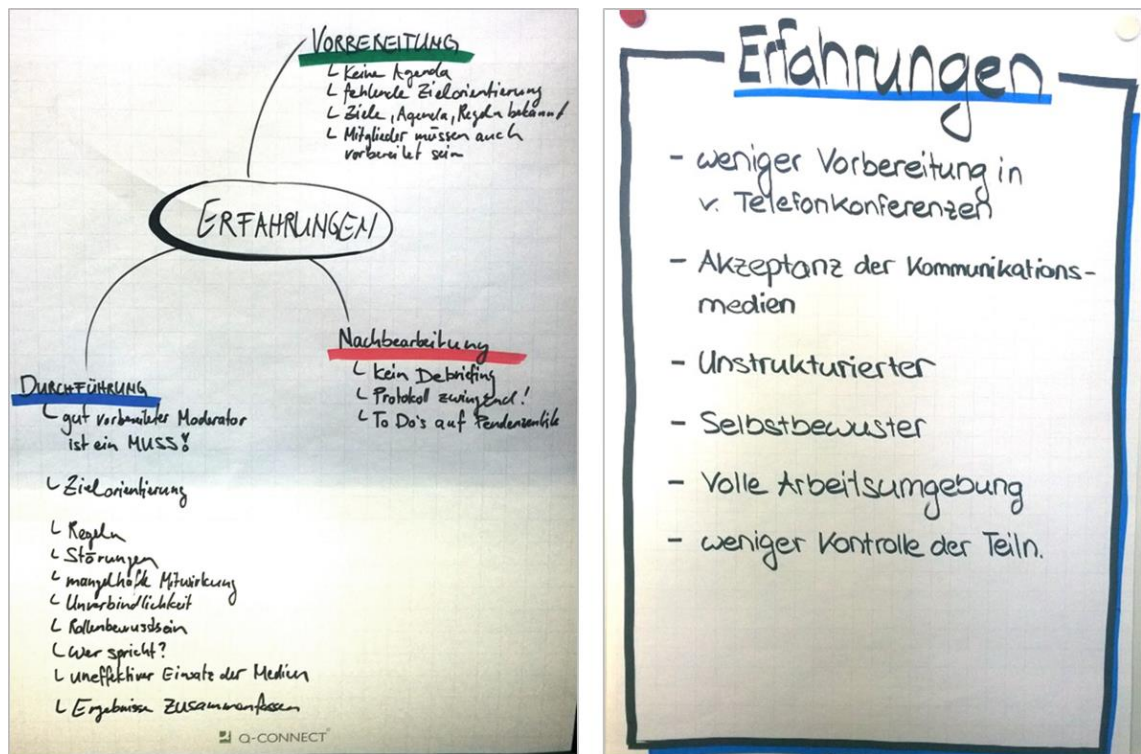 VORBEREITUNG
Keine Agenda
fehlende Zielorientierung
Ziele, Agenda, Regeln bekannt
Mitglieder müssen auch
vorbereitet sein
ERFAHRUNGEN
Nachbearbeitung
Kein Debriefing
Protokoll zwingend!
To Do's auf Pendenzenliste
DURCHFÜHRUNG
gut vorbereiteter Moderator
ist ein MUSS!
Zielorientierung
Regeln
Störungen
mangelhafte Mitwirkung
Unverbindlichkeit
Rollenbewusstsein
Wer spricht?
uneffektiver Einsatz der Medien
Ergebnisse zusammenfassen
Q-CONNECT
Erfahrungen
- weniger Vorbereitung in
v. Telefonkonferenzen
- Akzeptanz der Kommunikations-
medien
- Unstrukturierter
- Selbstbewuster
- Volle Arbeitsumgebung
- weniger Kontrolle der Teiln.